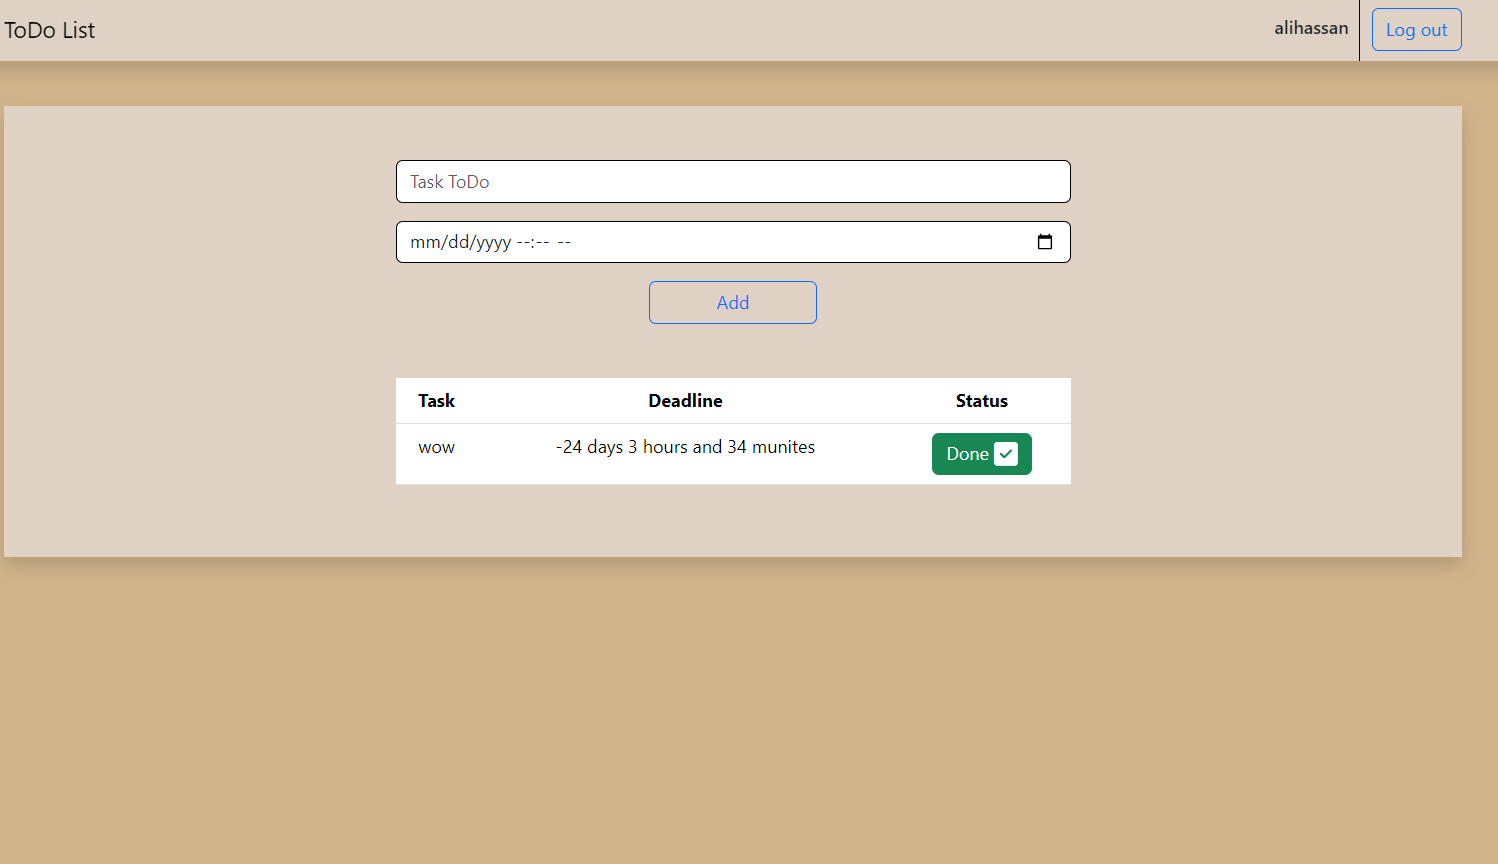 ToDo List
alihassan
Log out
Task ToDo
mm/dd/yyyy --:-- --
Add
Task Deadline Status
wow -24 days 3 hours and 34 munites Done